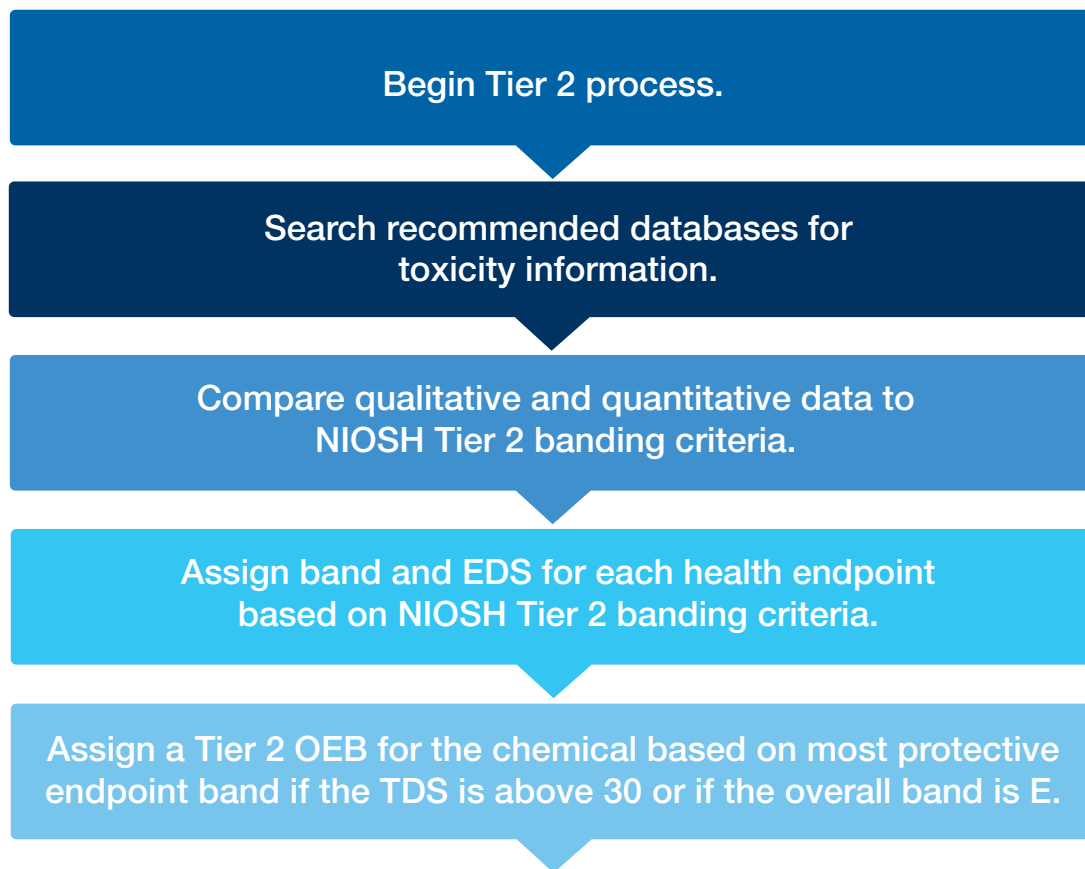 Begin Tier 2 process.
Search recommended databases for
toxicity information.
Compare qualitative and quantitative data to
NIOSH Tier 2 banding criteria.
Assign band and EDS for each health endpoint
based on NIOSH Tier 2 banding criteria.
Assign a Tier 2 OEB for the chemical based on most protective
endpoint band if the TDS is above 30 or if the overall band is E.